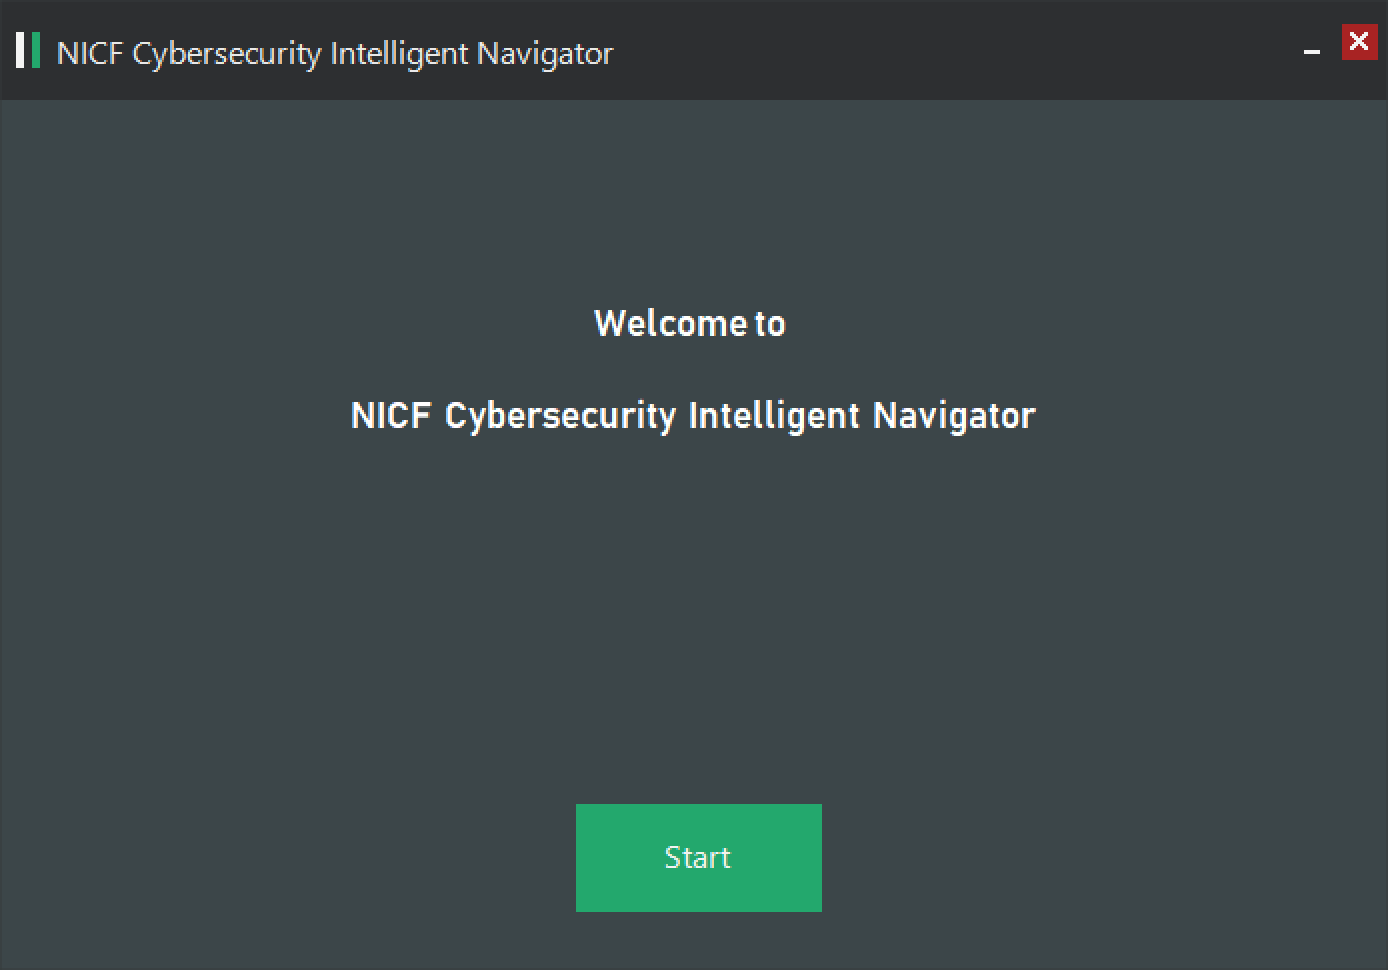 NICF Cybersecurity Intelligent Navigator
Welcome to
NICF Cybersecurity Intelligent Navigator
Start